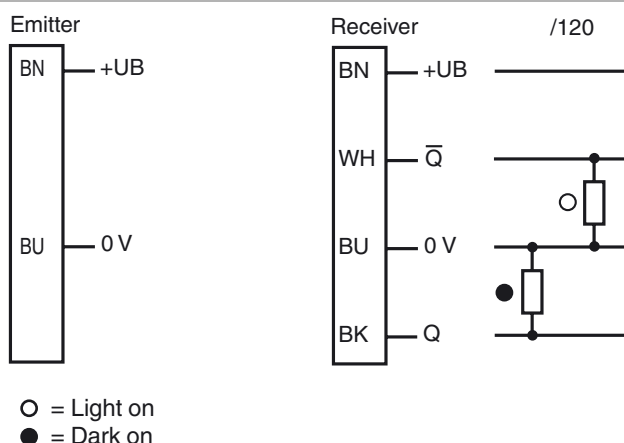 Emitter
BN +UB
BU 0 V
Receiver /120
BN +UB
WH Q̅
BU 0 V
BK Q
= Light on
= Dark on